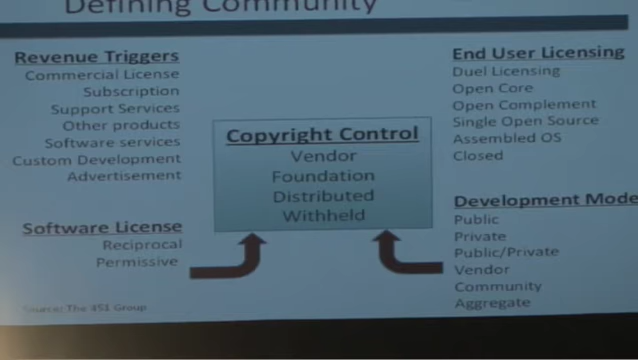 Defining Community
Revenue Triggers
Commercial License
Subscription
Support Services
Other products
Software services
Custom Development
Advertisement
Software License
Reciprocal
Permissive
Source: The 451 Group
Copyright Control
Vendor
Foundation
Distributed
Withheld
End User Licensing
Duel Licensing
Open Core
Open Complement
Single Open Source
Assembled OS
Closed
Development Mode
Public
Private
Public/Private
Vendor
Community
Aggregate